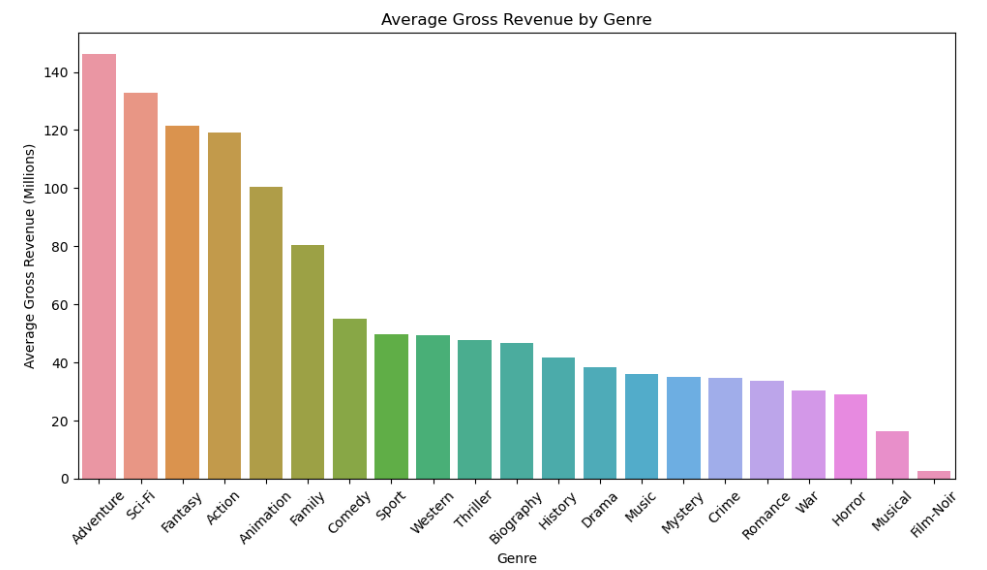 Average Gross Revenue by Genre
Average Gross Revenue (Millions)
140
120
100
80
60
40
20
0
Adventure
Sci-Fi
Fantasy
Action
Animation
Family
Comedy
Sport
Western
Thriller
Biography
History
Drama
Music
Mystery
Crime
Romance
War
Horror
Musical
Film-Noir
Genre